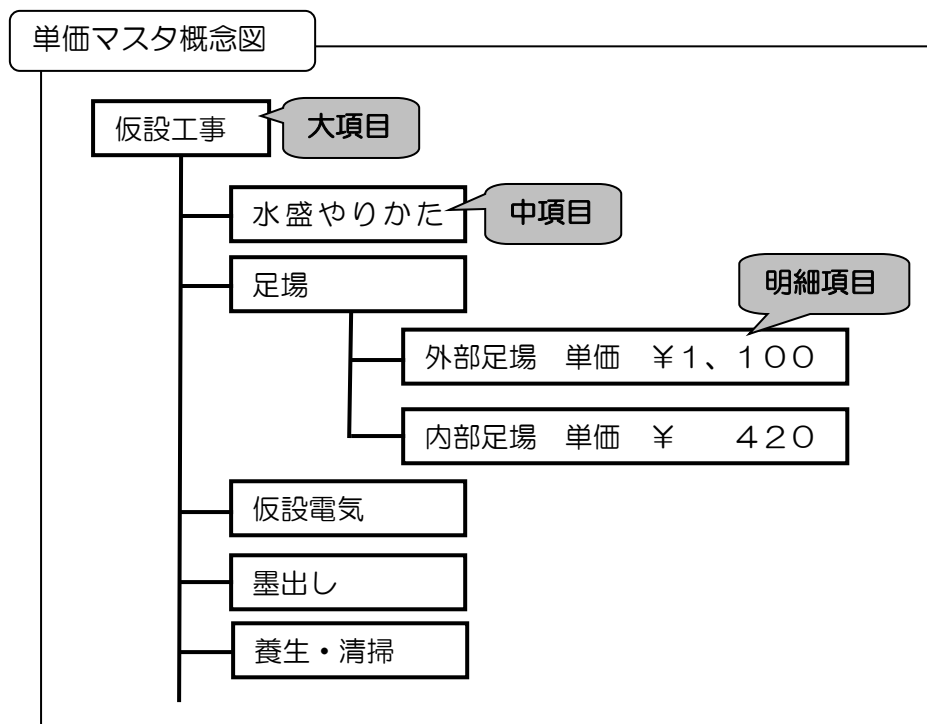 単価マスタ概念図
仮設工事
大項目
水盛やりかた
中項目
足場
明細項目
外部足場　単価　￥１、１００
内部足場　単価　￥　　４２０
仮設電気
墨出し
養生・清掃